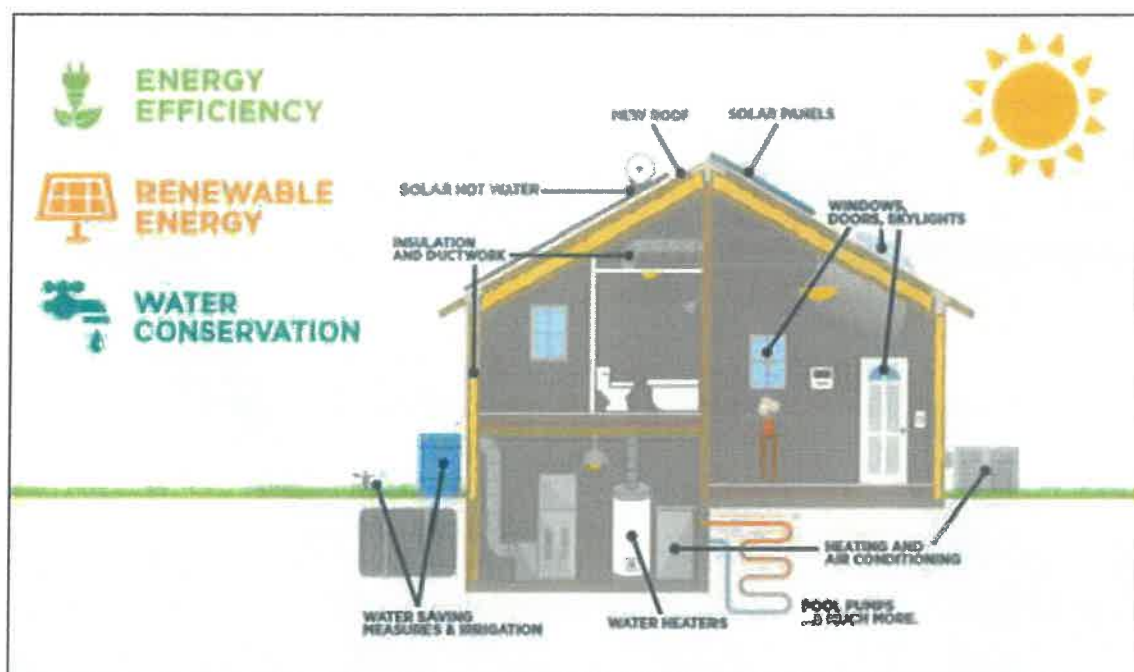 ENERGY
EFFICIENCY
RENEWABLE
ENERGY
WATER
CONSERVATION
NEW ROOF
SOLAR PANELS
SOLAR HOT WATER
WINDOWS,
DOORS, SKYLIGHTS
INSULATION
AND DUCTWORK
HEATING AND
AIR CONDITIONING
WATER SAVING
MEASURES & IRRIGATION
WATER HEATERS
POOL PUMPS
MORE.